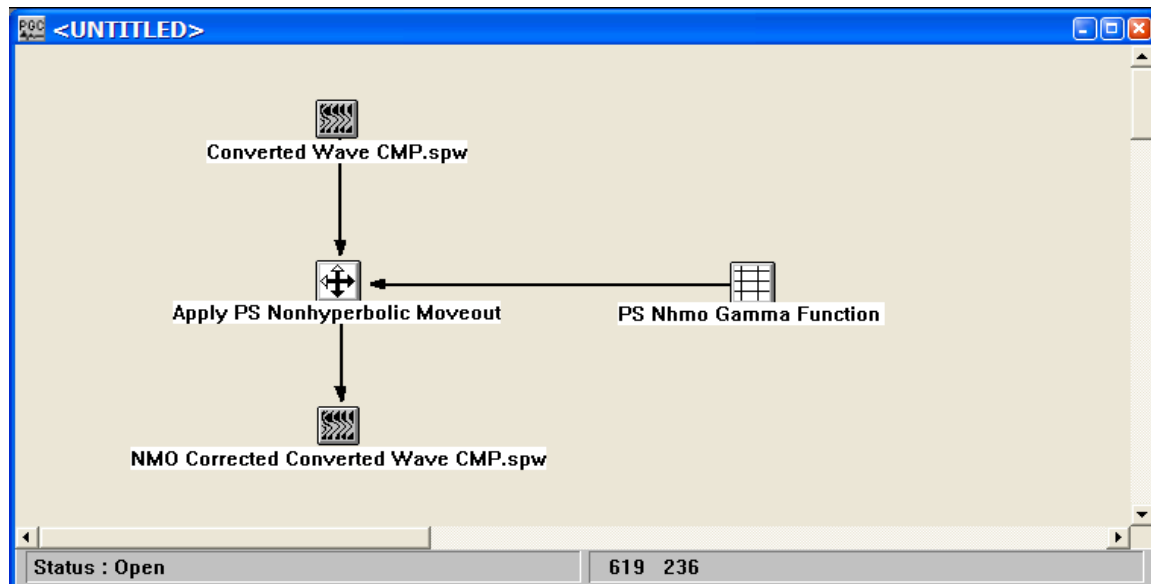 PGC <UNTITLED>
Converted Wave CMP.spw
Apply PS Nonhyperbolic Moveout
PS Nhmo Gamma Function
NMO Corrected Converted Wave CMP.spw
Status : Open
619 236